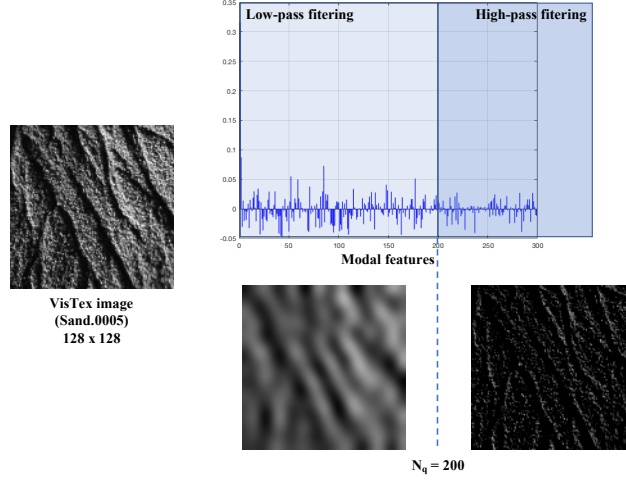 Low-pass fitering
High-pass fitering
0.35
0.3
0.25
0.2
0.15
0.1
0.05
0
-0.05
0 50 100 150 200 250 300
Modal features
VisTex image
(Sand.0005)
128 x 128
N_q = 200